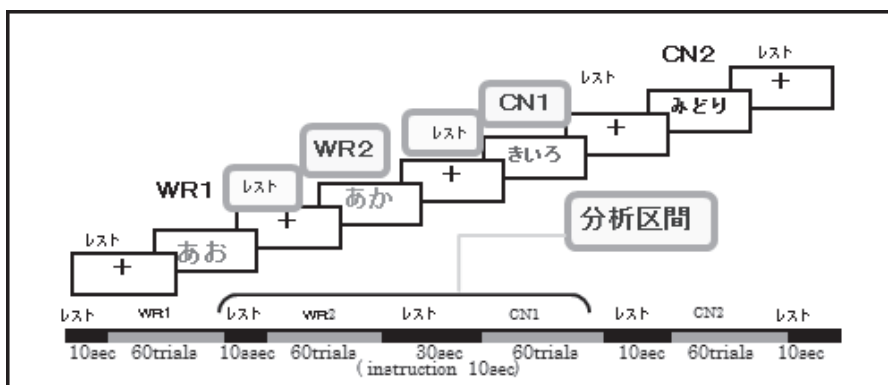 CN2 レスト
+
みどり
レスト
+
CN1
きいろ
レスト
+
WR2
あか
レスト
+
WR1
あお
レスト
+
分析区間
レスト WR1 レスト WR2 レスト CN1 レスト CN2 レスト
10sec 60trials 10sec 60trials 30sec 60trials 10sec 60trials 10sec
(instruction 10sec)